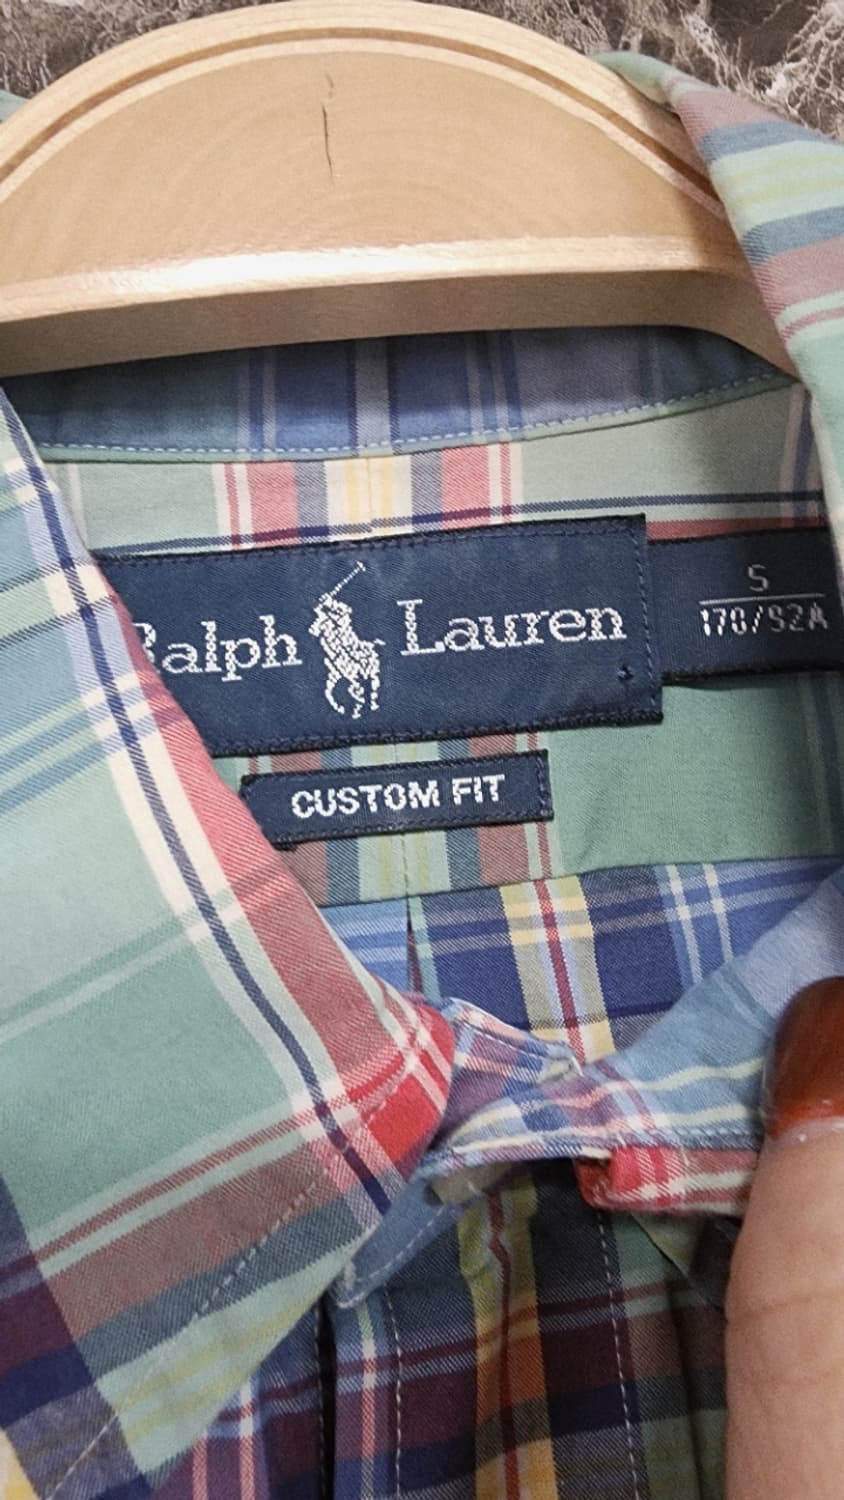 Ralph Lauren
S
170/92A
CUSTOM FIT